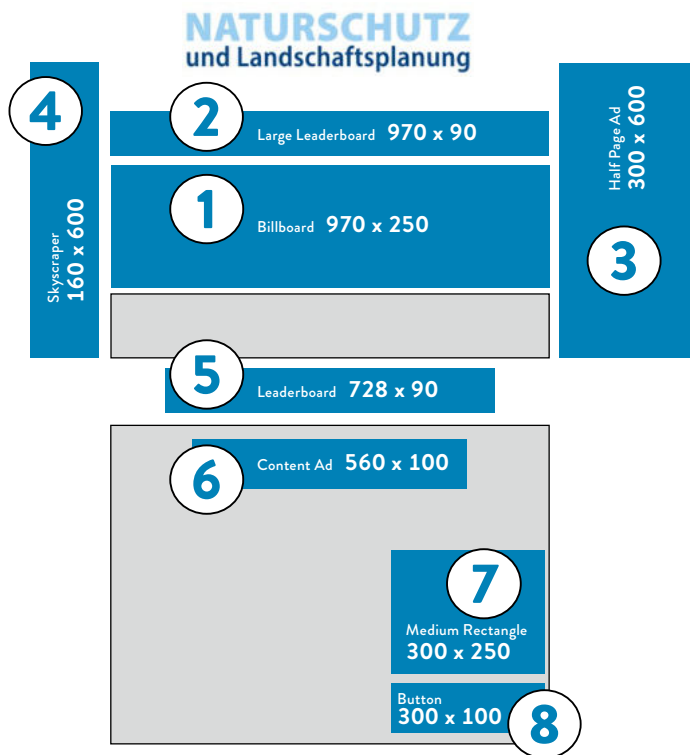 NATURSCHUTZ
und Landschaftsplanung
4
2
Large Leaderboard 970 x 90
Half Page Ad
300 x 600
1
Billboard 970 x 250
Skyscraper
160 x 600
3
5
Leaderboard 728 x 90
6
Content Ad 560 x 100
7
Medium Rectangle
300 x 250
Button
300 x 100
8